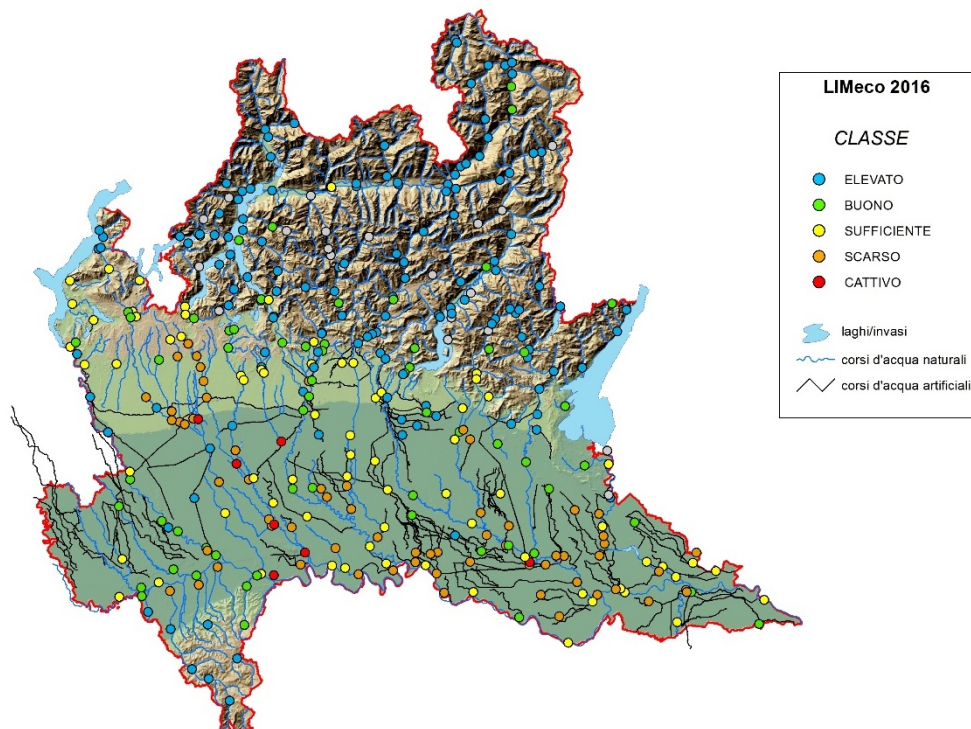 LIMeco 2016
CLASSE
ELEVATO
BUONO
SUFFICIENTE
SCARSO
CATTIVO
laghi/invasi
corsi d'acqua naturali
corsi d'acqua artificiali